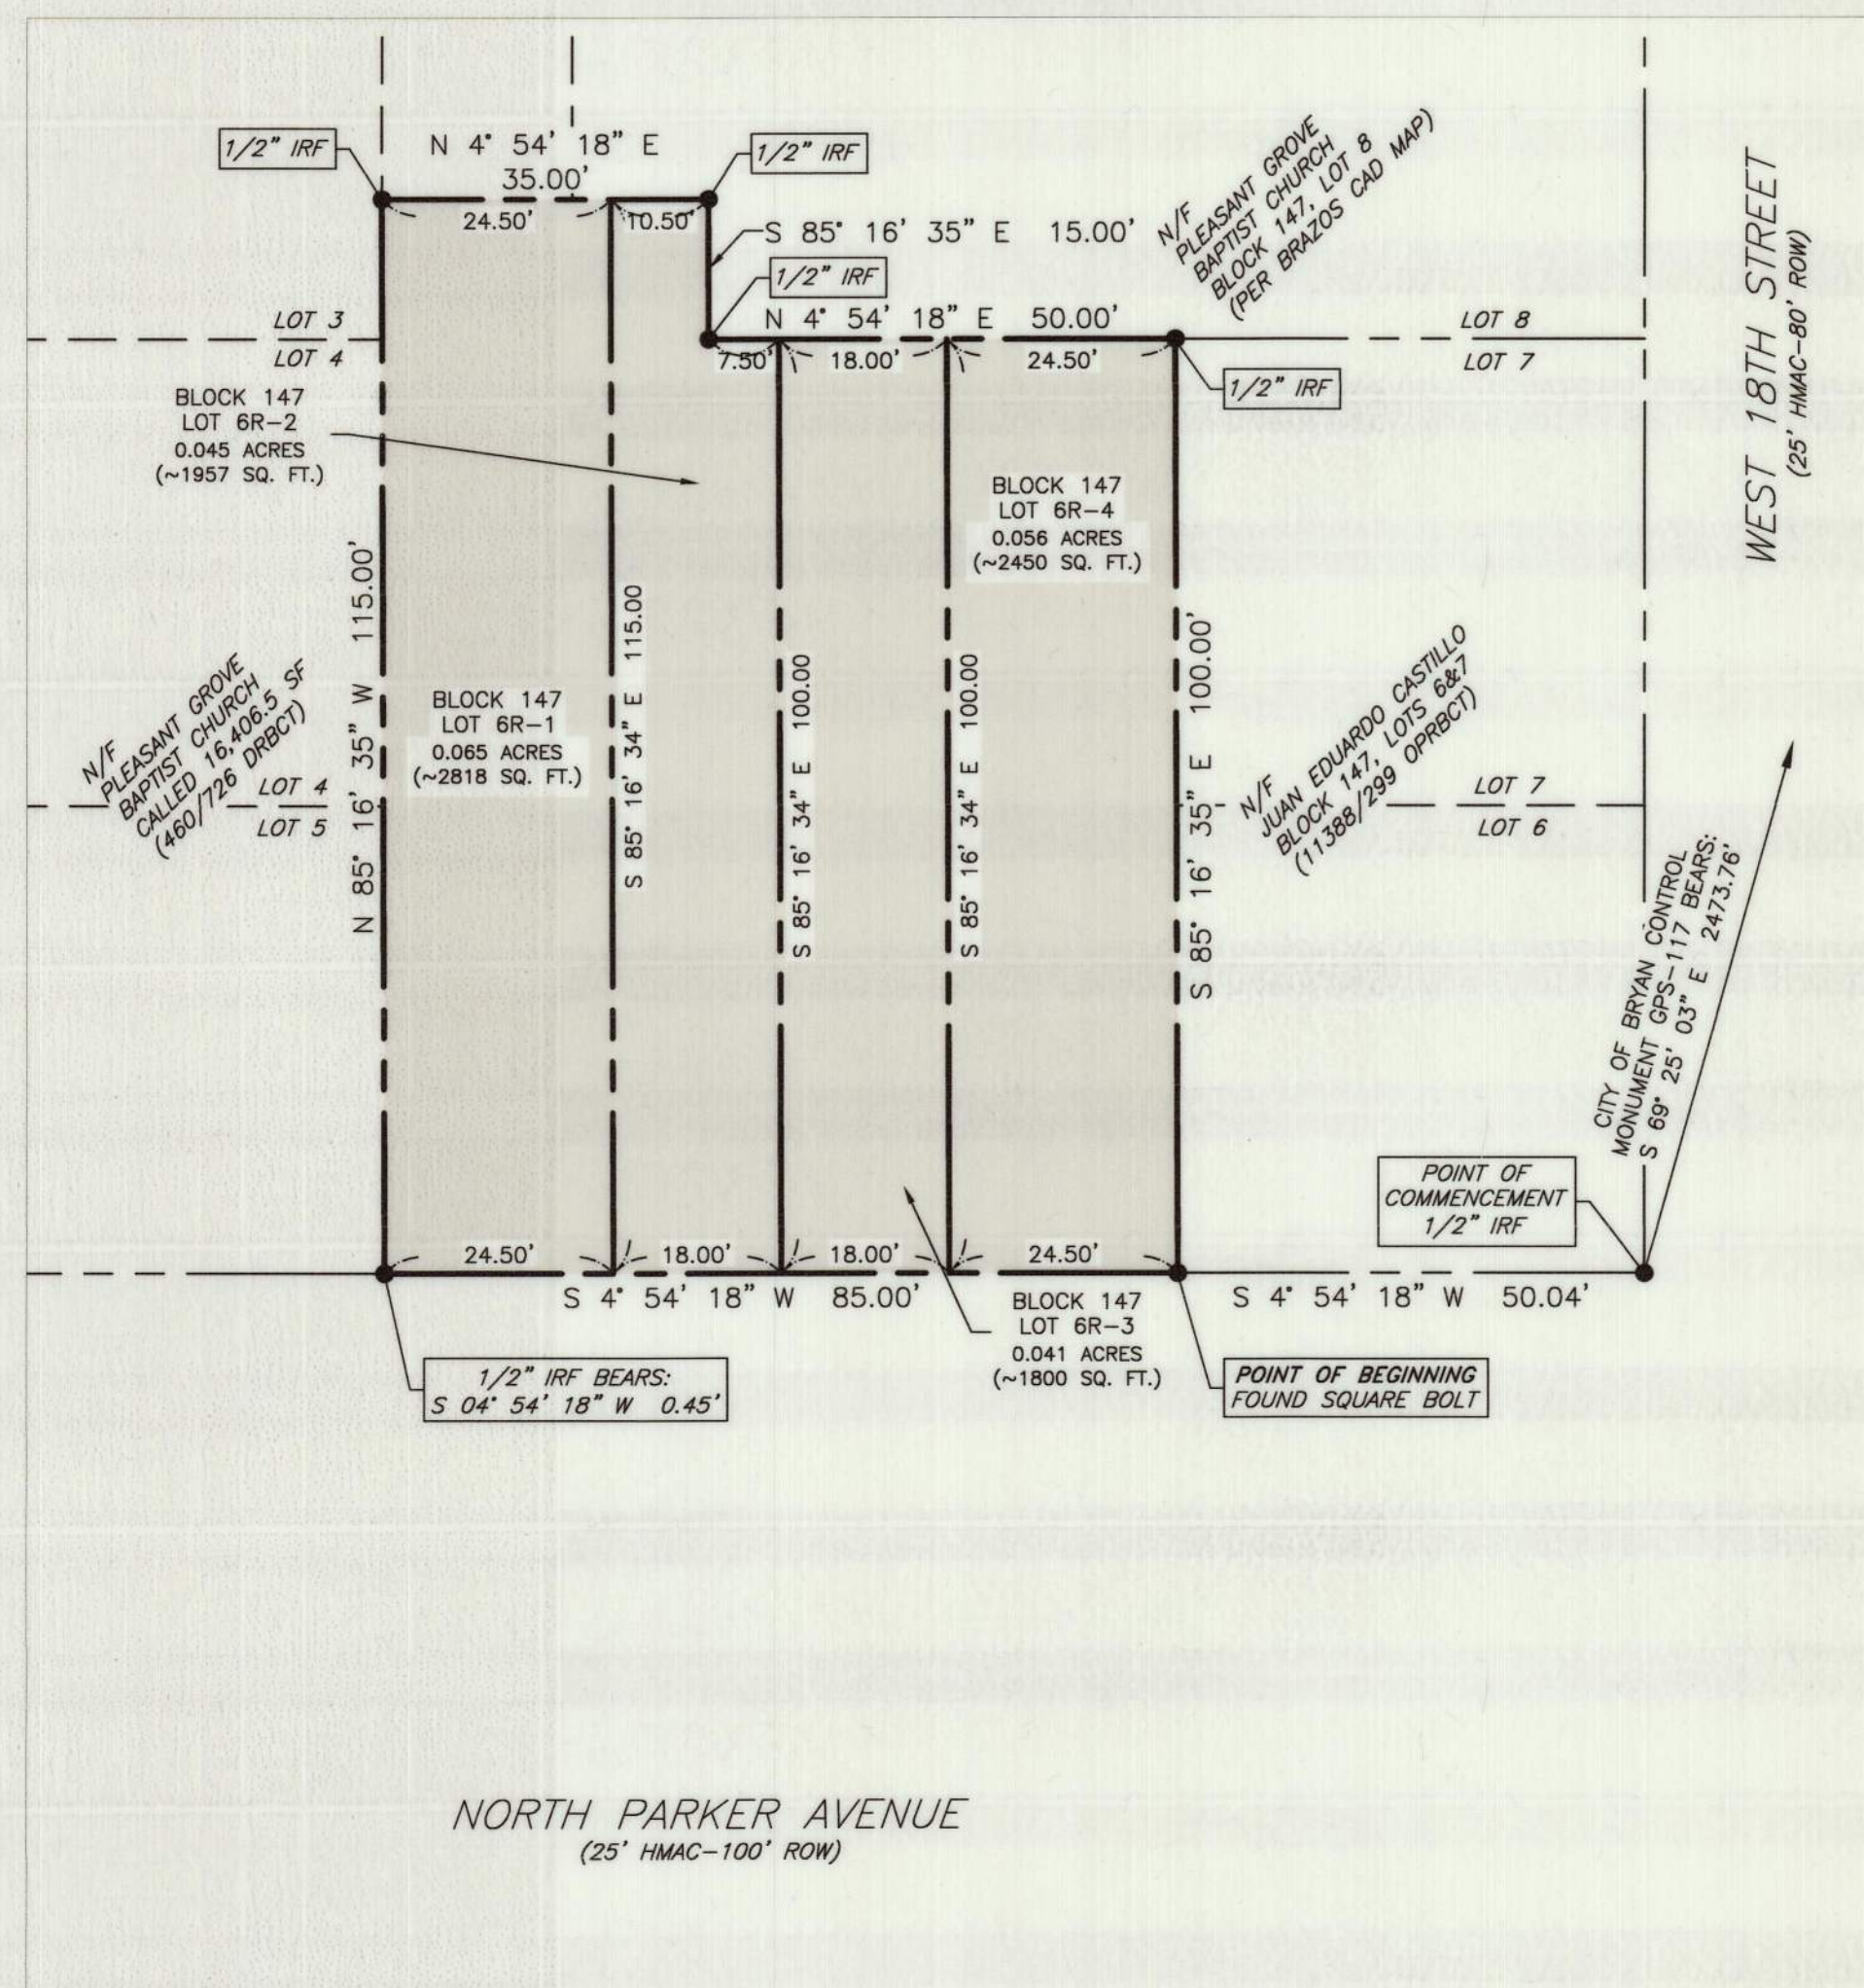 1/2" IRF
N 4° 54' 18" E
35.00'
1/2" IRF
24.50'
10.50'
S 85° 16' 35" E 15.00'
1/2" IRF
N/F
PLEASANT GROVE
BAPTIST CHURCH
BLOCK 147, LOT 8
(PER BRAZOS CAD MAP)
WEST 18TH STREET
(25' HMAC-80' ROW)
N 4° 54' 18" E 50.00'
7.50'
18.00'
24.50'
1/2" IRF
LOT 3
LOT 4
LOT 8
LOT 7
BLOCK 147
LOT 6R-2
0.045 ACRES
(~1957 SQ. FT.)
BLOCK 147
LOT 6R-4
0.056 ACRES
(~2450 SQ. FT.)
N 85° 16' 35" W 115.00'
S 85° 16' 34" E 115.00
S 85° 16' 34" E 100.00
S 85° 16' 34" E 100.00
S 85° 16' 35" E 100.00'
BLOCK 147
LOT 6R-1
0.065 ACRES
(~2818 SQ. FT.)
N/F
PLEASANT GROVE
BAPTIST CHURCH
CALLED 16,406.5 SF
(460/726 DRBCT)
LOT 4
LOT 5
N/F
JUAN EDUARDO CASTILLO
BLOCK 147, LOTS 6&7
(11388/299 OPRBCT)
LOT 7
LOT 6
CITY OF BRYAN CONTROL
MONUMENT GPS-117 BEARS:
S 69° 25' 03" E 2473.76'
POINT OF
COMMENCEMENT
1/2" IRF
24.50'
18.00'
18.00'
24.50'
S 4° 54' 18" W 85.00'
S 4° 54' 18" W 50.04'
BLOCK 147
LOT 6R-3
0.041 ACRES
(~1800 SQ. FT.)
1/2" IRF BEARS:
S 04° 54' 18" W 0.45'
POINT OF BEGINNING
FOUND SQUARE BOLT
NORTH PARKER AVENUE
(25' HMAC-100' ROW)